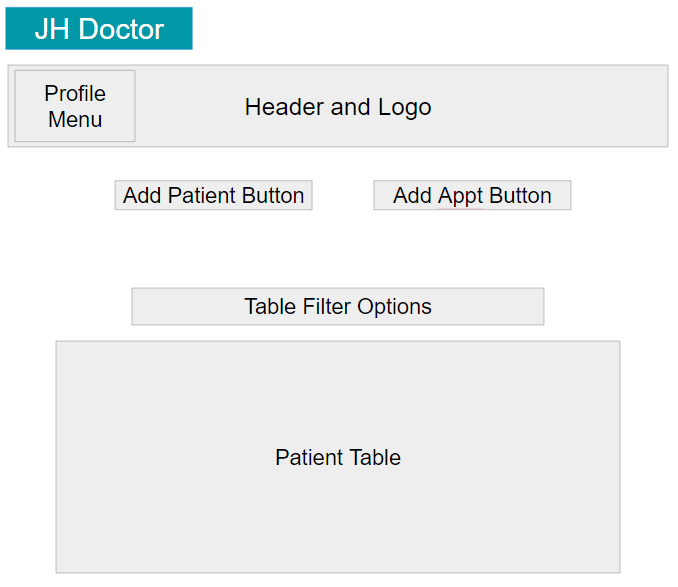 JH Doctor
Profile
Menu
Header and Logo
Add Patient Button
Add Appt Button
Table Filter Options
Patient Table